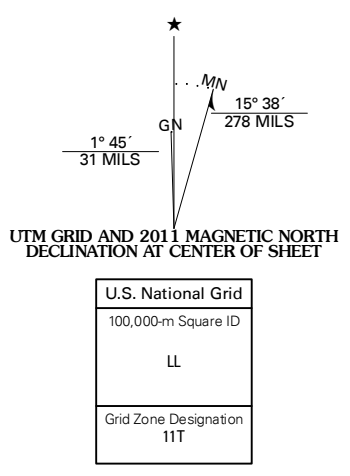 ★
MN
GN
15° 38´
278 MILS
1° 45´
31 MILS
UTM GRID AND 2011 MAGNETIC NORTH
DECLINATION AT CENTER OF SHEET
U.S. National Grid
100,000-m Square ID
LL
Grid Zone Designation
11T